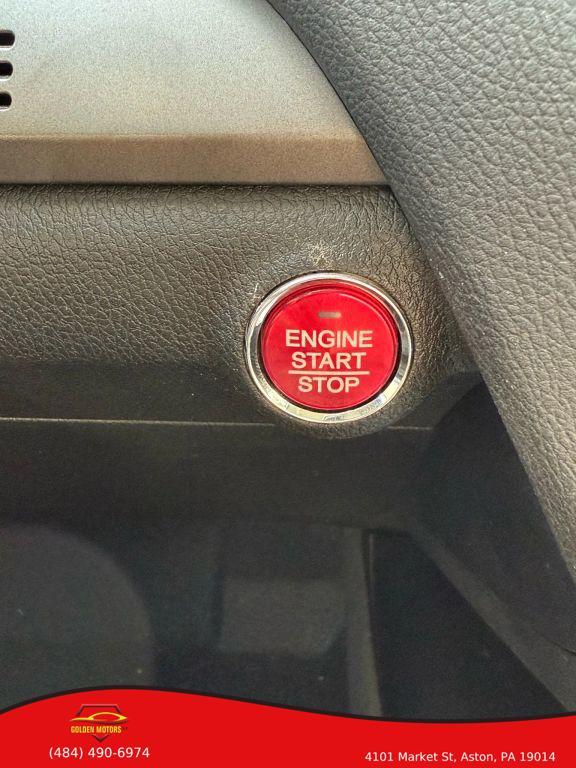 ENGINE
START
STOP
GOLDEN MOTORS
(484) 490-6974
4101 Market St, Aston, PA 19014